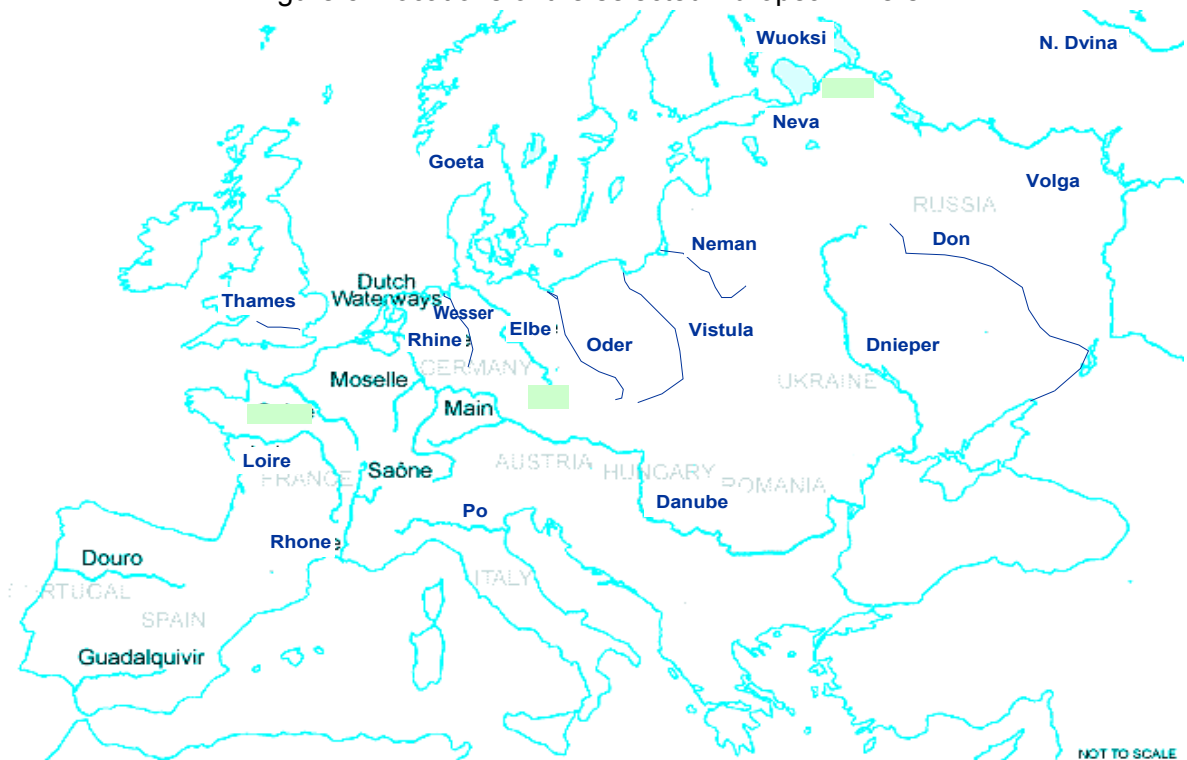 Wuoksi
N. Dvina
Neva
Goeta
Volga
RUSSIA
Don
Neman
Dutch
Waterways
Thames
Wesser
Elbe
Rhine
Oder
Vistula
Dnieper
GERMANY
Moselle
UKRAINE
Main
Loire
Saône
FRANCE
AUSTRIA
HUNGARY
ROMANIA
Danube
Po
Rhone
Douro
ITALY
SPAIN
Guadalquivir
NOT TO SCALE